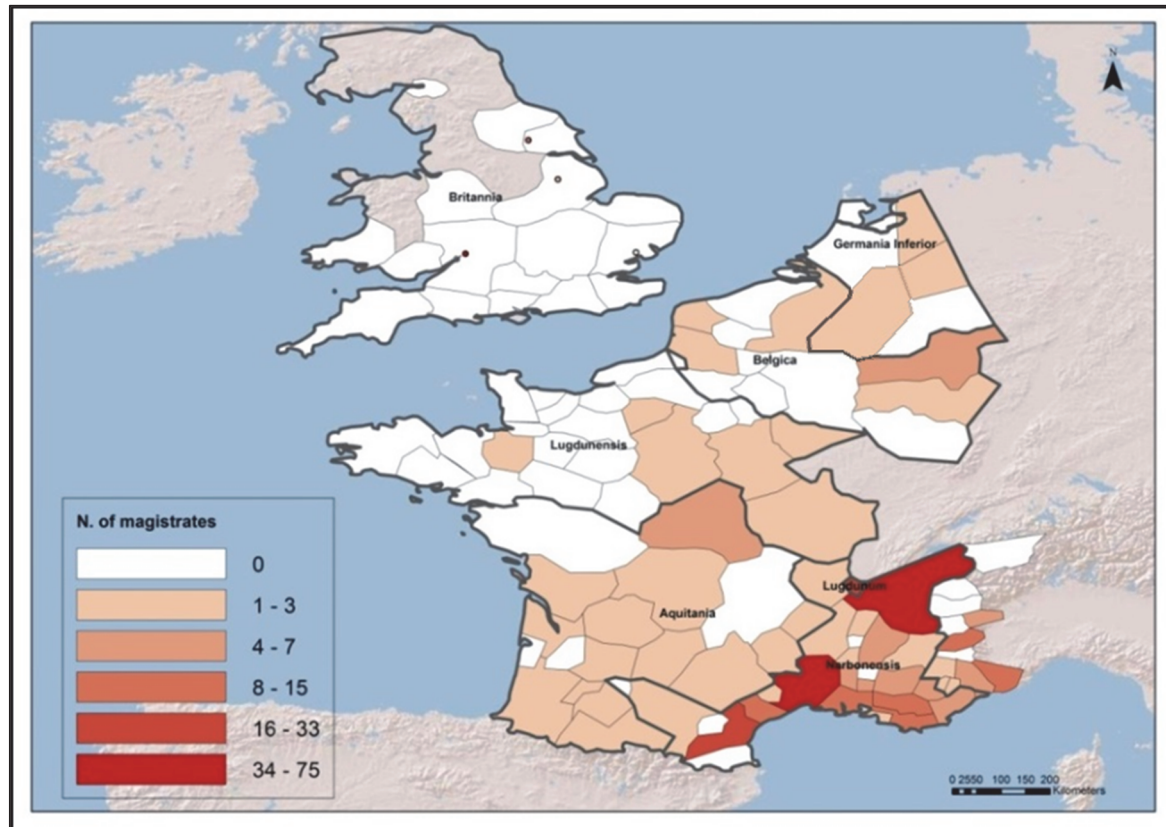 N
Britannia
Germania Inferior
Belgica
Lugdunensis
Lugdunum
Aquitania
Narbonensis
N. of magistrates
0
1 - 3
4 - 7
8 - 15
16 - 33
34 - 75
0 2550 100 150 200
Kilometers